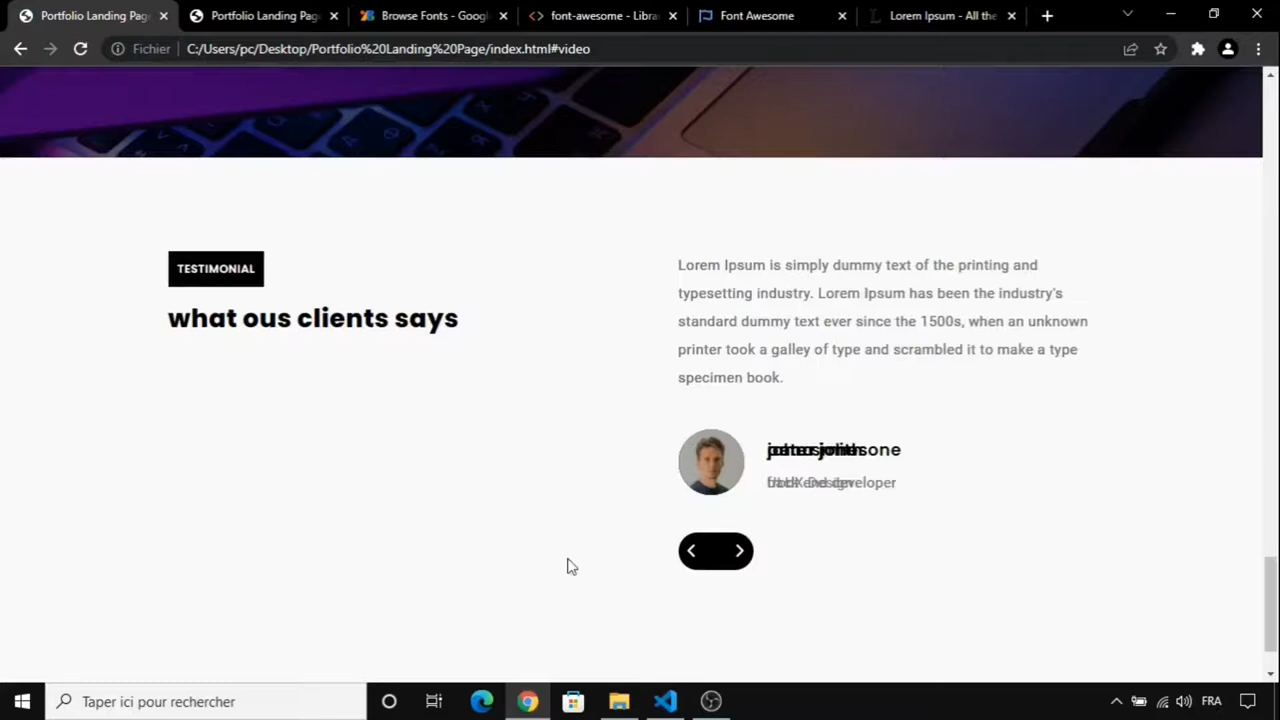 Portfolio Landing Page
Portfolio Landing Page
Browse Fonts - Googl
font-awesome - Librar
Font Awesome
Lorem Ipsum - All the
Fichier
C:/Users/pc/Desktop/Portfolio%20Landing%20Page/index.html#video
TESTIMONIAL
what ous clients says
Lorem Ipsum is simply dummy text of the printing and
typesetting industry. Lorem Ipsum has been the industry's
standard dummy text ever since the 1500s, when an unknown
printer took a galley of type and scrambled it to make a type
specimen book.
Taper ici pour rechercher
FRA